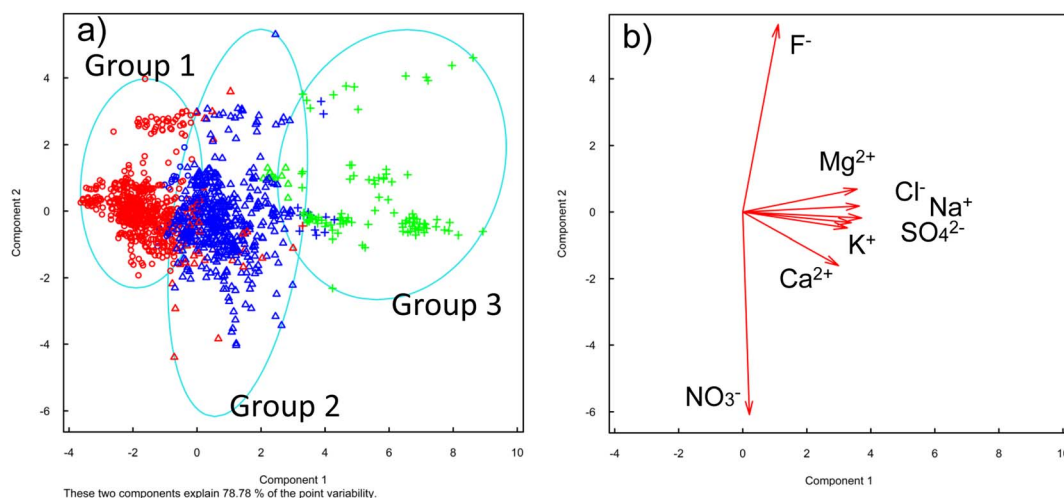 a)
Group 1
Group 2
Group 3
4
2
0
-2
-4
-6
Component 2
-4
-2
0
2
4
6
8
10
Component 1
These two components explain 78.78 % of the point variability.
b)
F⁻
Mg²⁺
Cl⁻
Na⁺
SO₄²⁻
K⁺
Ca²⁺
NO₃⁻
4
2
0
-2
-4
-6
Component 2
-4
-2
0
2
4
6
8
10
Component 1